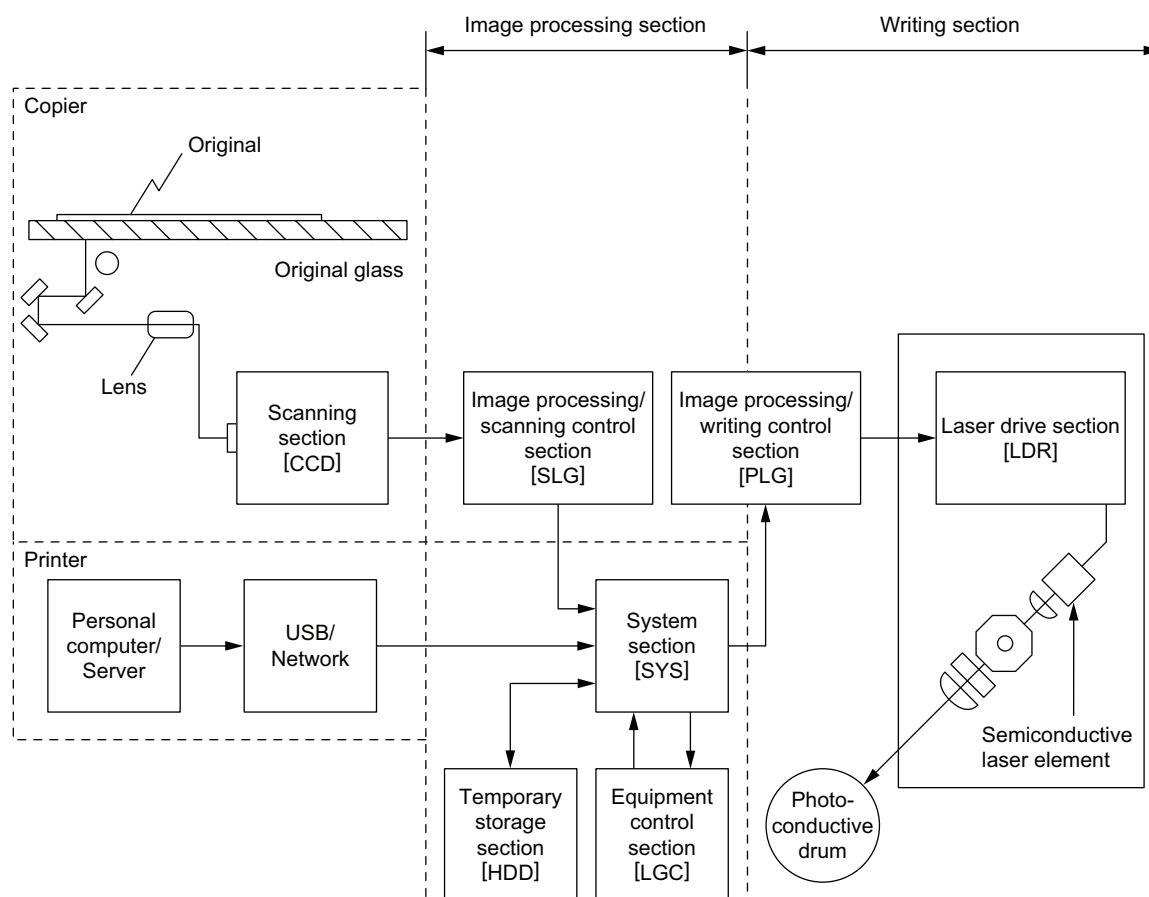 Image processing section
Writing section
Copier
Original
Original glass
Lens
Scanning
section
[CCD]
Image processing/
scanning control
section
[SLG]
Image processing/
writing control
section
[PLG]
Laser drive section
[LDR]
Printer
Personal
computer/
Server
USB/
Network
System
section
[SYS]
Semiconductive
laser element
Temporary
storage
section
[HDD]
Equipment
control
section
[LGC]
Photo-
conductive
drum